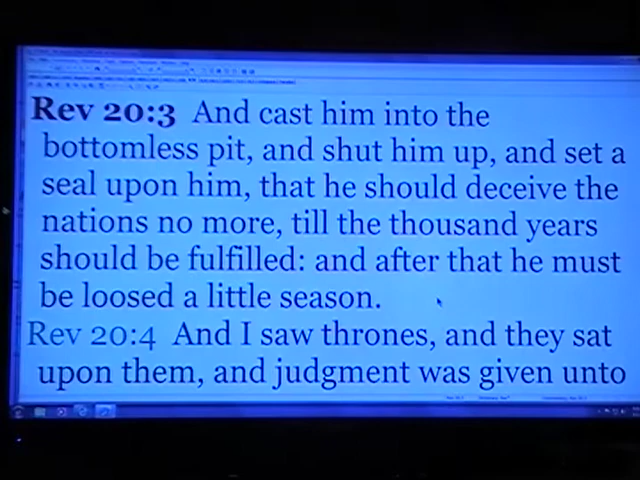 Rev 20:3 And cast him into the
bottomless pit, and shut him up, and set a
seal upon him, that he should deceive the
nations no more, till the thousand years
should be fulfilled: and after that he must
be loosed a little season.
Rev 20:4 And I saw thrones, and they sat
upon them, and judgment was given unto